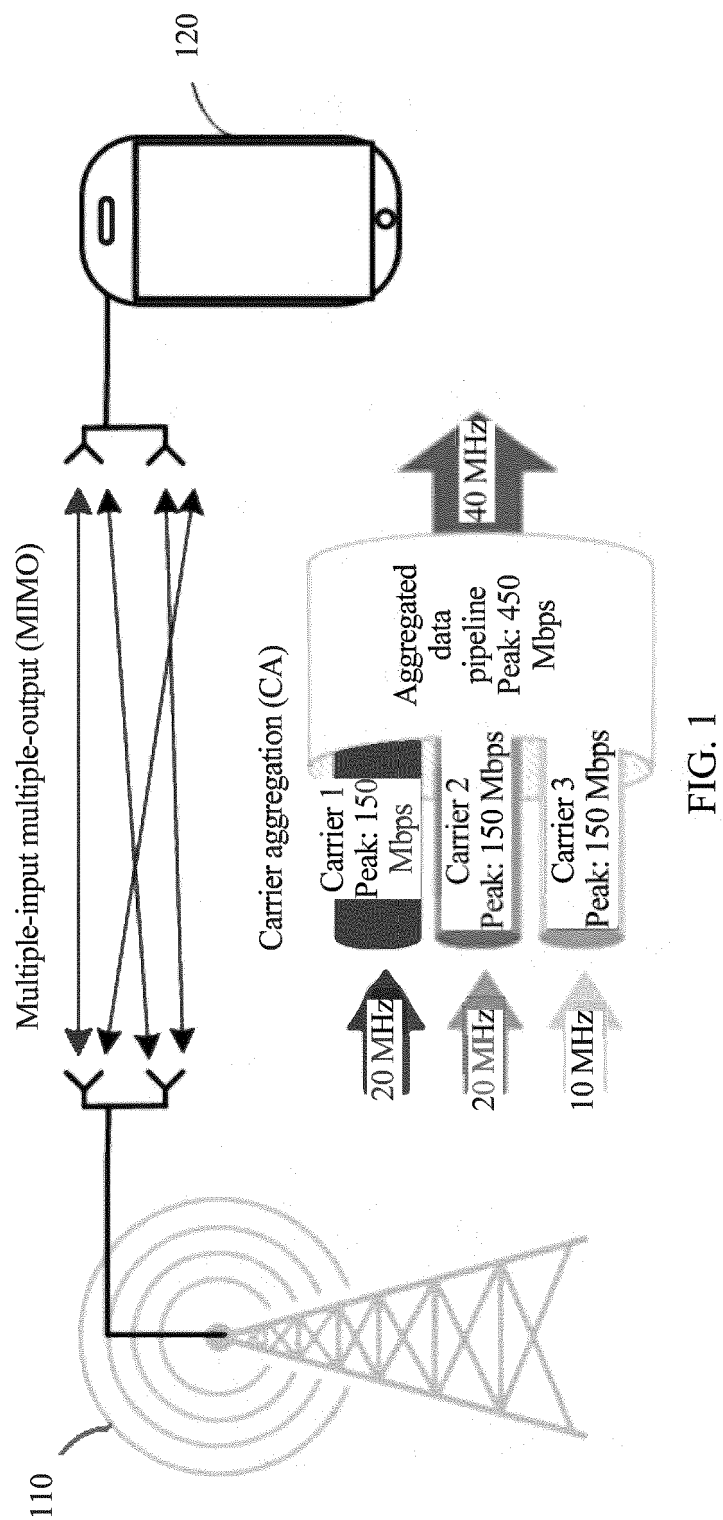 110
120
Multiple-input multiple-output (MIMO)
Carrier aggregation (CA)
20 MHz
Carrier 1
Peak: 150
Mbps
20 MHz
Carrier 2
Peak: 150 Mbps
10 MHz
Carrier 3
Peak: 150 Mbps
Aggregated
data
pipeline
Peak: 450
Mbps
40 MHz
FIG. 1